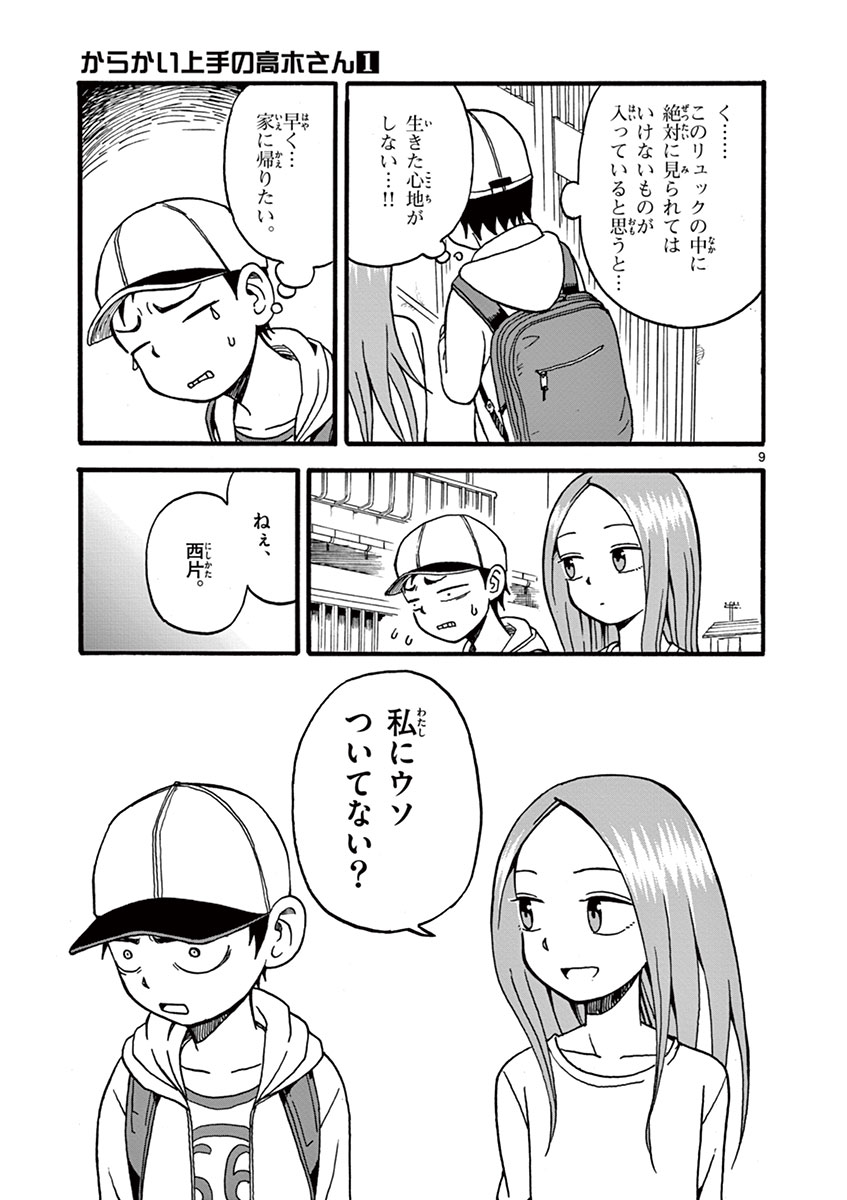 からかい上手の高木さん1
く……
このリュックの中に
絶対に見られては
いけないものが
入っていると思うと…
生きた心地が
しない…!!
早く…
家に帰りたい。
9
ねぇ、
西片。
私にウソ
ついてない?